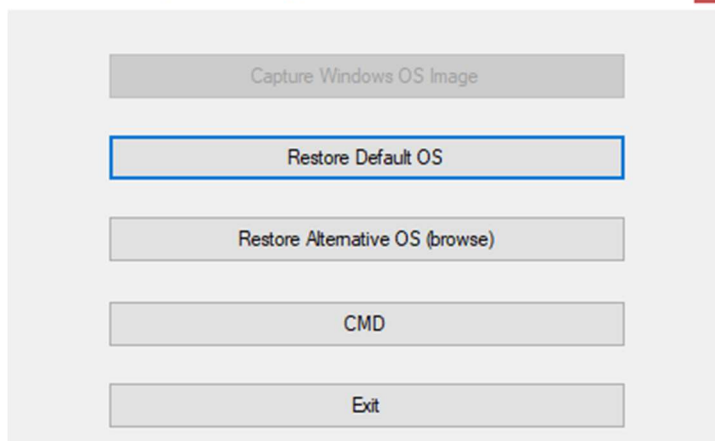 Capture Windows OS Image
Restore Default OS
Restore Alternative OS (browse)
CMD
Exit